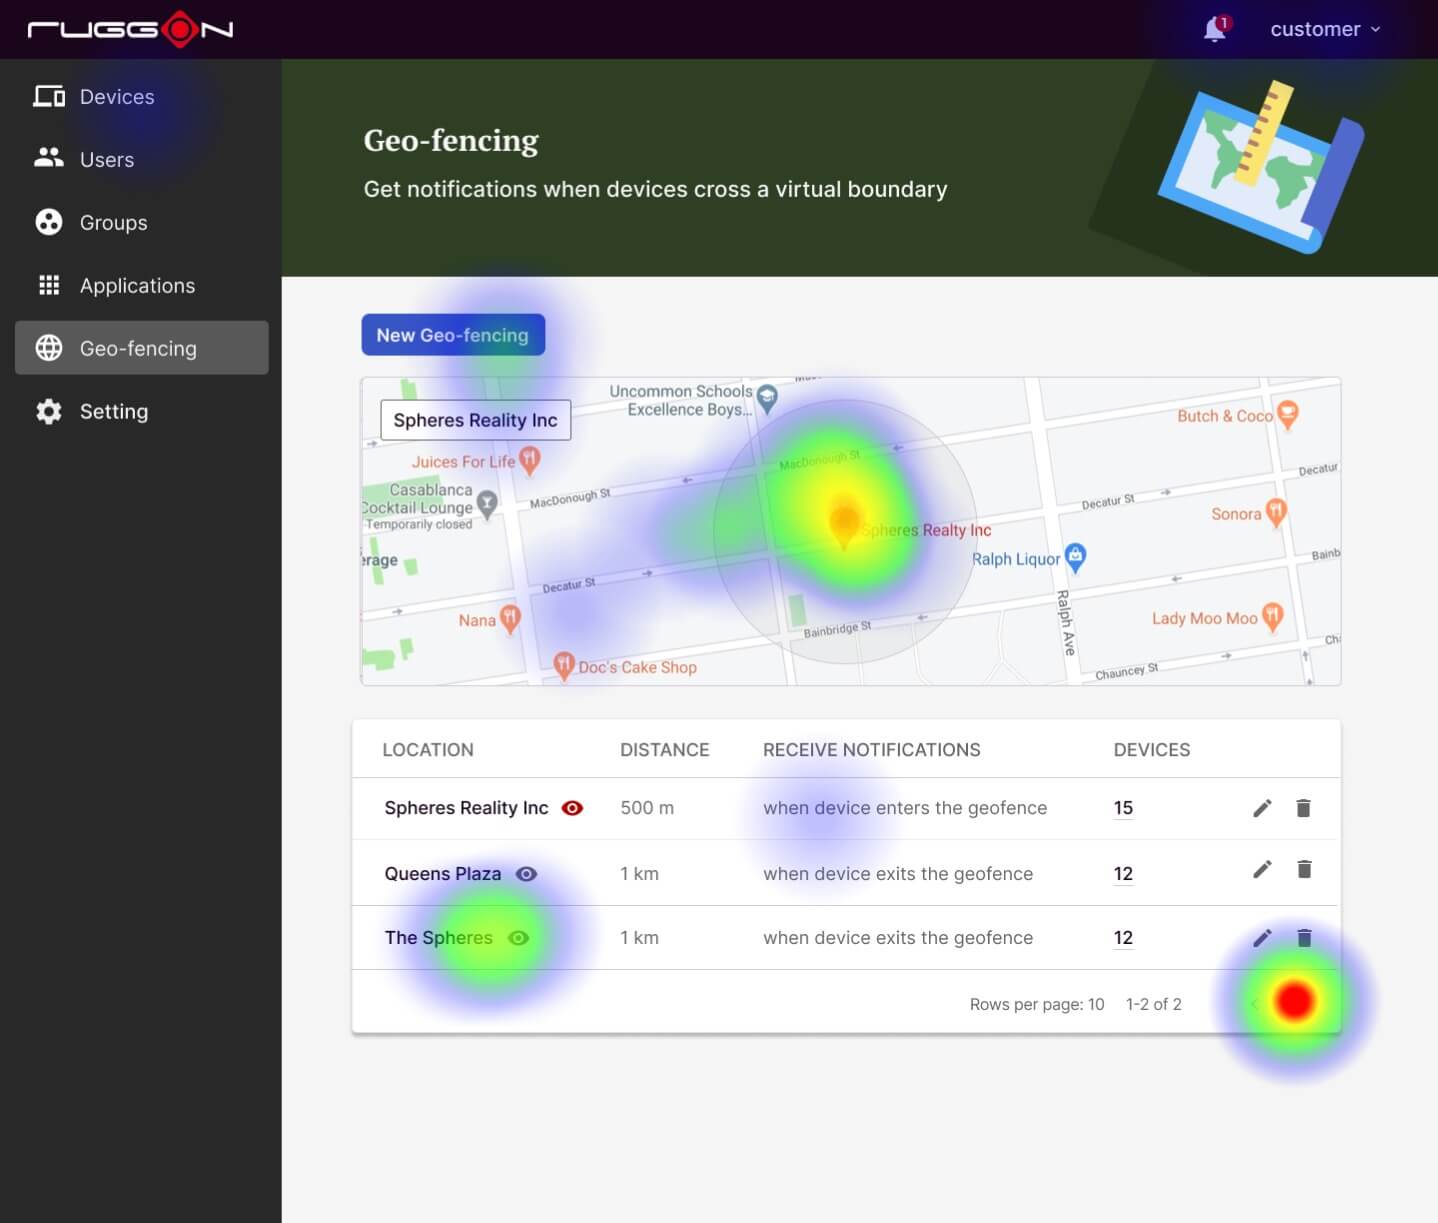 RUGGON
1
customer
Devices
Users
Groups
Applications
Geo-fencing
Setting
Geo-fencing
Get notifications when devices cross a virtual boundary
New Geo-fencing
Spheres Reality Inc
Uncommon Schools
Excellence Boys...
Butch & Coco
Juices For Life
MacDonough St
Casablanca
Cocktail Lounge
Temporarily closed
MacDonough St
Decatur
Decatur St
Sonora
Spheres Realty Inc
erage
Ralph Liquor
Bainb
Decatur St
Nana
Ralph Ave
Lady Moo Moo
Bainbridge St
Ch
Doc's Cake Shop
Chauncey St
LOCATION DISTANCE RECEIVE NOTIFICATIONS DEVICES
Spheres Reality Inc 500 m when device enters the geofence 15
Queens Plaza 1 km when device exits the geofence 12
The Spheres 1 km when device exits the geofence 12
Rows per page: 10 1-2 of 2